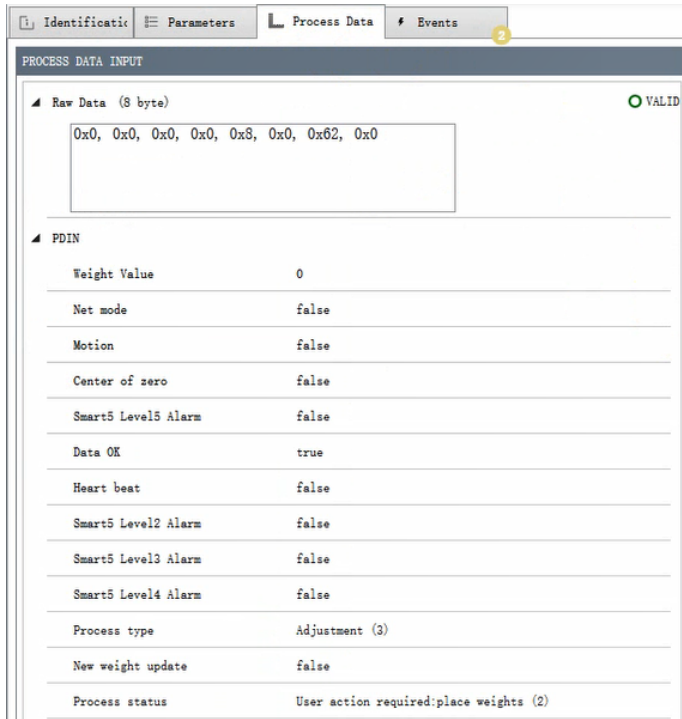 Identificatic Parameters Process Data Events 2
PROCESS DATA INPUT
Raw Data (8 byte) VALID
0x0, 0x0, 0x0, 0x0, 0x8, 0x0, 0x62, 0x0
PDIN
Weight Value 0
Net mode false
Motion false
Center of zero false
Smart5 Level5 Alarm false
Data OK true
Heart beat false
Smart5 Level2 Alarm false
Smart5 Level3 Alarm false
Smart5 Level4 Alarm false
Process type Adjustment (3)
New weight update false
Process status User action required:place weights (2)